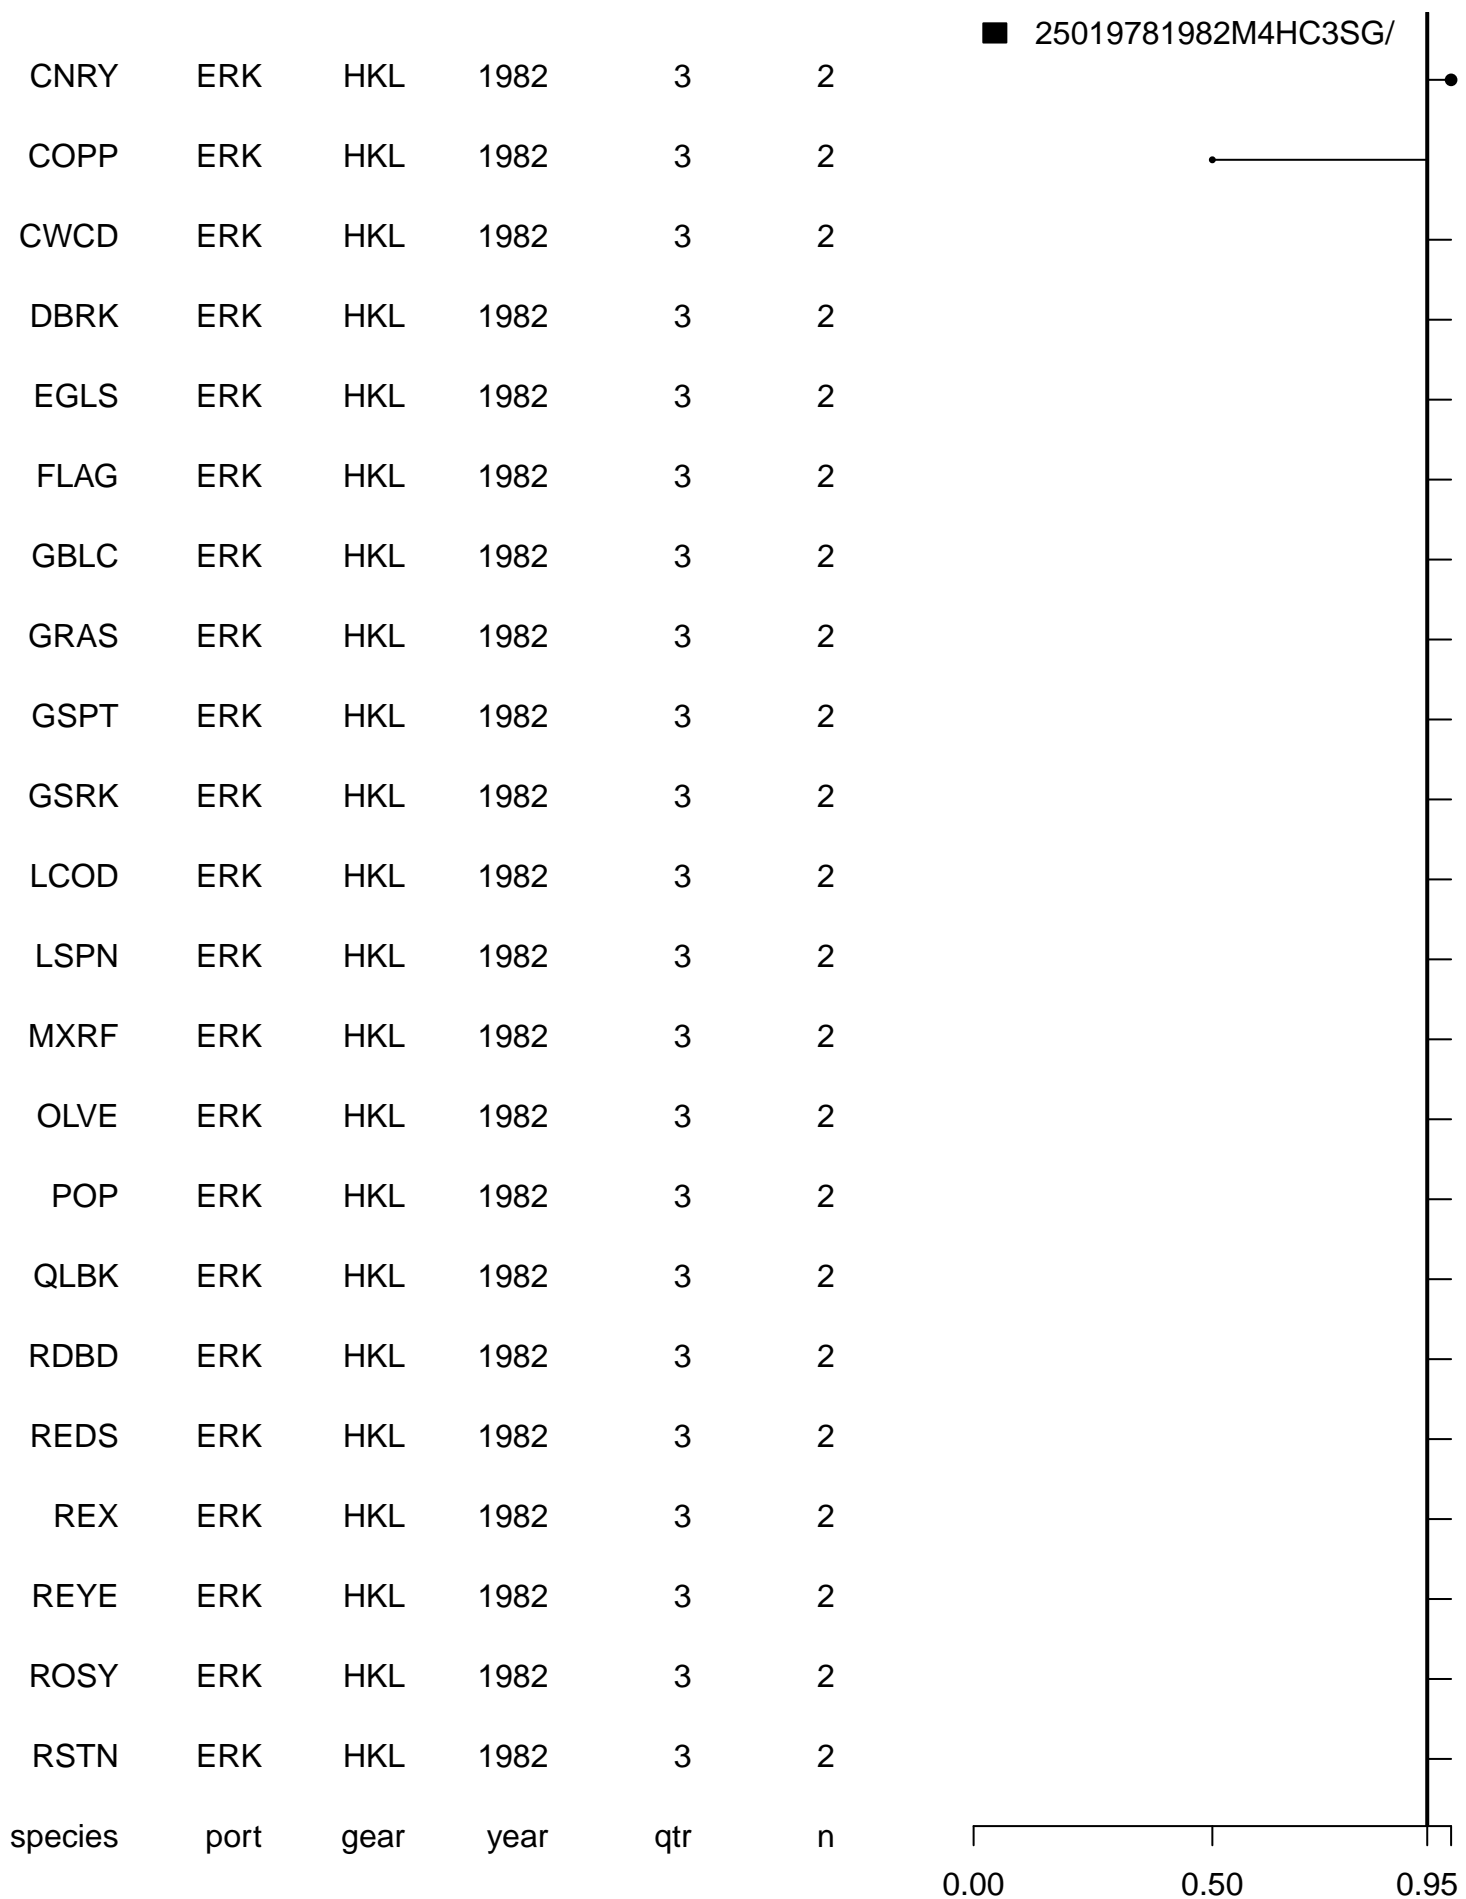 25019781982M4HC3SG/
CNRY ERK HKL 1982 3 2
COPP ERK HKL 1982 3 2
CWCD ERK HKL 1982 3 2
DBRK ERK HKL 1982 3 2
EGLS ERK HKL 1982 3 2
FLAG ERK HKL 1982 3 2
GBLC ERK HKL 1982 3 2
GRAS ERK HKL 1982 3 2
GSPT ERK HKL 1982 3 2
GSRK ERK HKL 1982 3 2
LCOD ERK HKL 1982 3 2
LSPN ERK HKL 1982 3 2
MXRF ERK HKL 1982 3 2
OLVE ERK HKL 1982 3 2
POP ERK HKL 1982 3 2
QLBK ERK HKL 1982 3 2
RDBD ERK HKL 1982 3 2
REDS ERK HKL 1982 3 2
REX ERK HKL 1982 3 2
REYE ERK HKL 1982 3 2
ROSY ERK HKL 1982 3 2
RSTN ERK HKL 1982 3 2
species port gear year qtr n
0.00 0.50 0.95